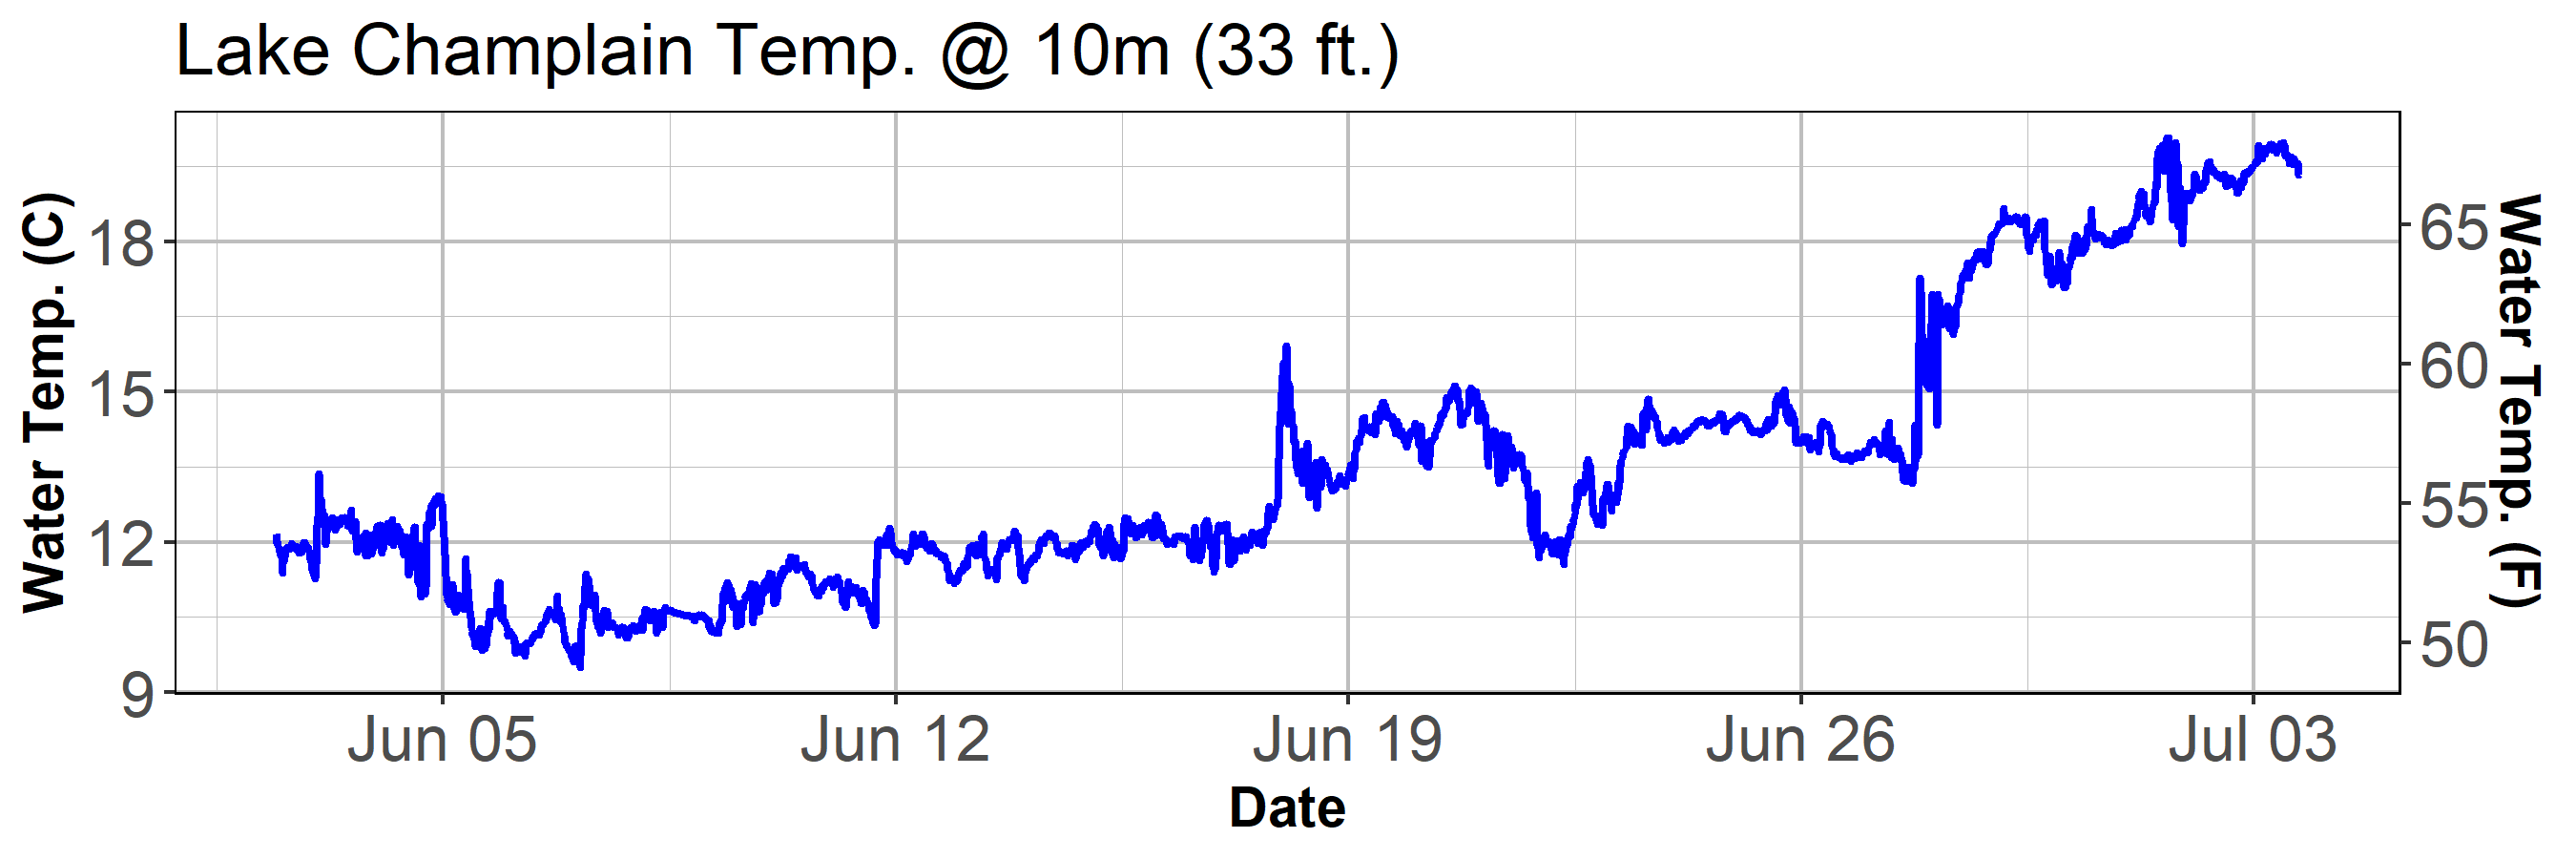 Lake Champlain Temp. @ 10m (33 ft.)
Water Temp. (C)
18
15
12
9
65
60
55
50
Water Temp. (F)
Jun 05 Jun 12 Jun 19 Jun 26 Jul 03
Date